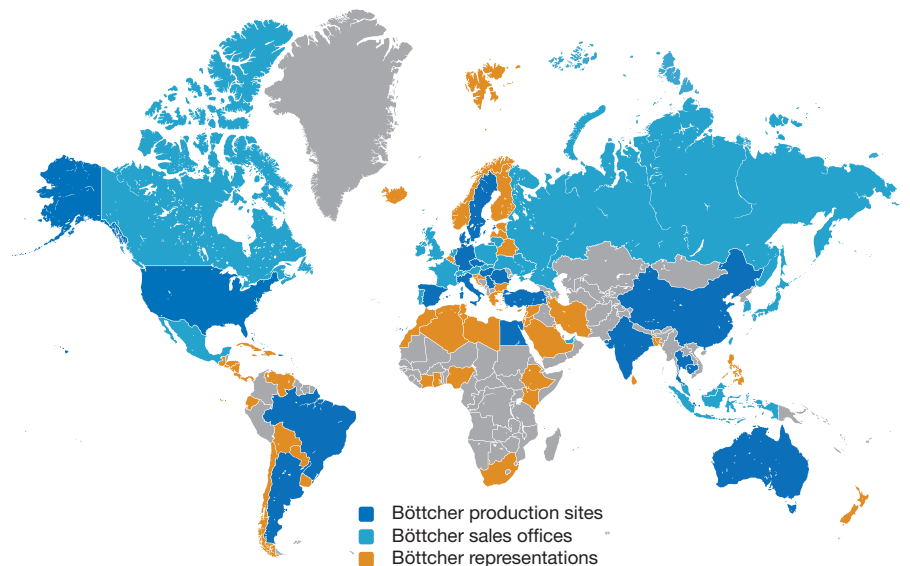 Böttcher production sites
Böttcher sales offices
Böttcher representations